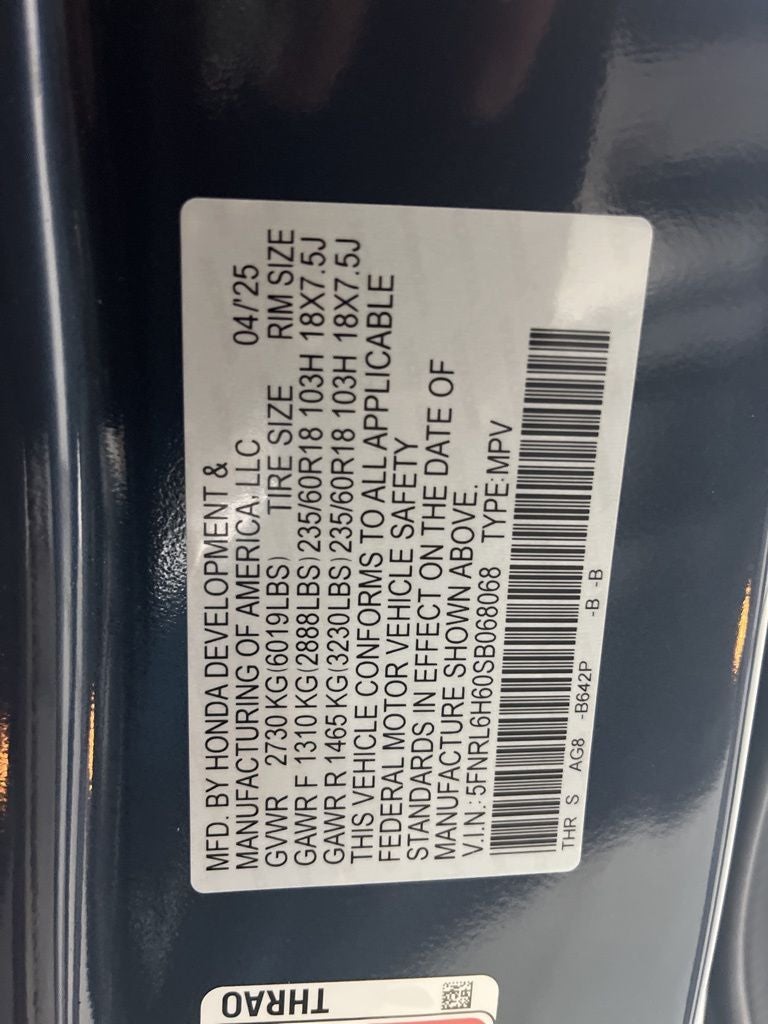 MFD. BY HONDA DEVELOPMENT &
MANUFACTURING OF AMERICA, LLC 04/'25
GVWR 2730 KG(6019LBS) TIRE SIZE RIM SIZE
GAWR F 1310 KG(2888LBS)235/60R18 103H 18X7.5J
GAWR R 1465 KG(3230LBS)235/60R18 103H 18X7.5J
THIS VEHICLE CONFORMS TO ALL APPLICABLE
FEDERAL MOTOR VEHICLE SAFETY
STANDARDS IN EFFECT ON THE DATE OF
MANUFACTURE SHOWN ABOVE.
V.I.N.:5FNRL6H60SB068068 TYPE:MPV
THR S AG8 -B642P -B -B
THRAO